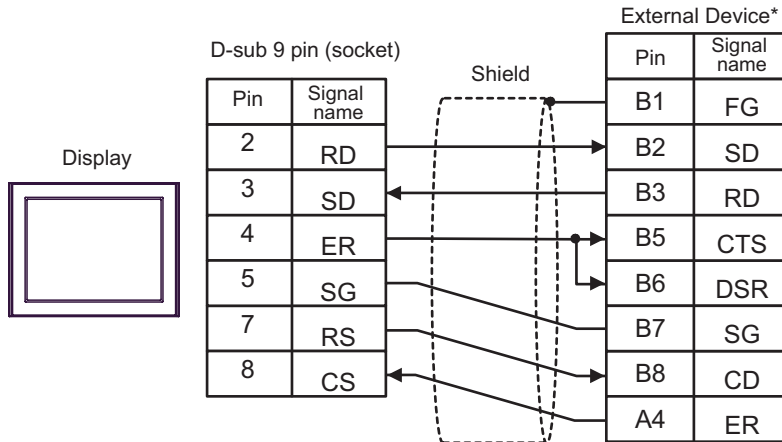 External Device*
D-sub 9 pin (socket)
Shield
Pin Signal name
B1 FG
B2 SD
B3 RD
B5 CTS
B6 DSR
B7 SG
B8 CD
A4 ER
Pin Signal name
2 RD
3 SD
4 ER
5 SG
7 RS
8 CS
Display